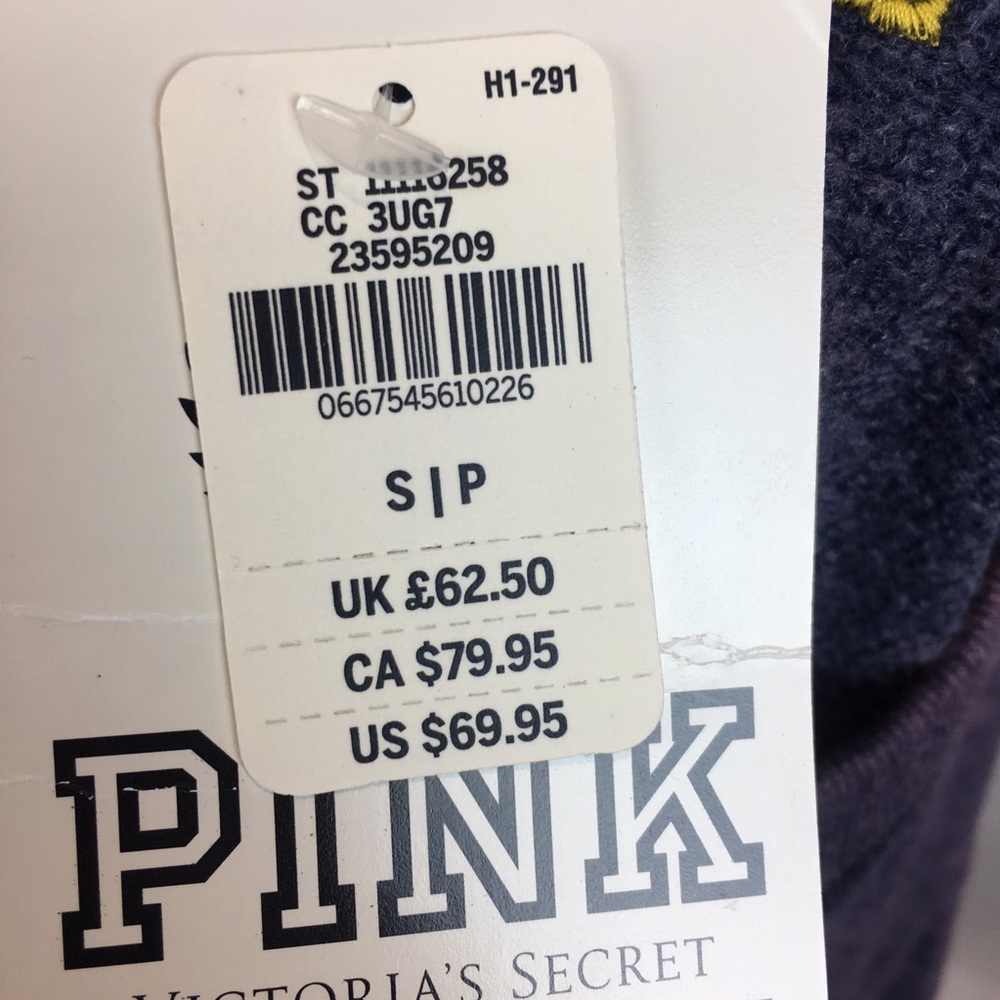 H1-291
ST 11116258
CC 3UG7
23595209
0667545610226
S | P
UK £62.50
CA $79.95
US $69.95
PINK
VICTORIA'S SECRET